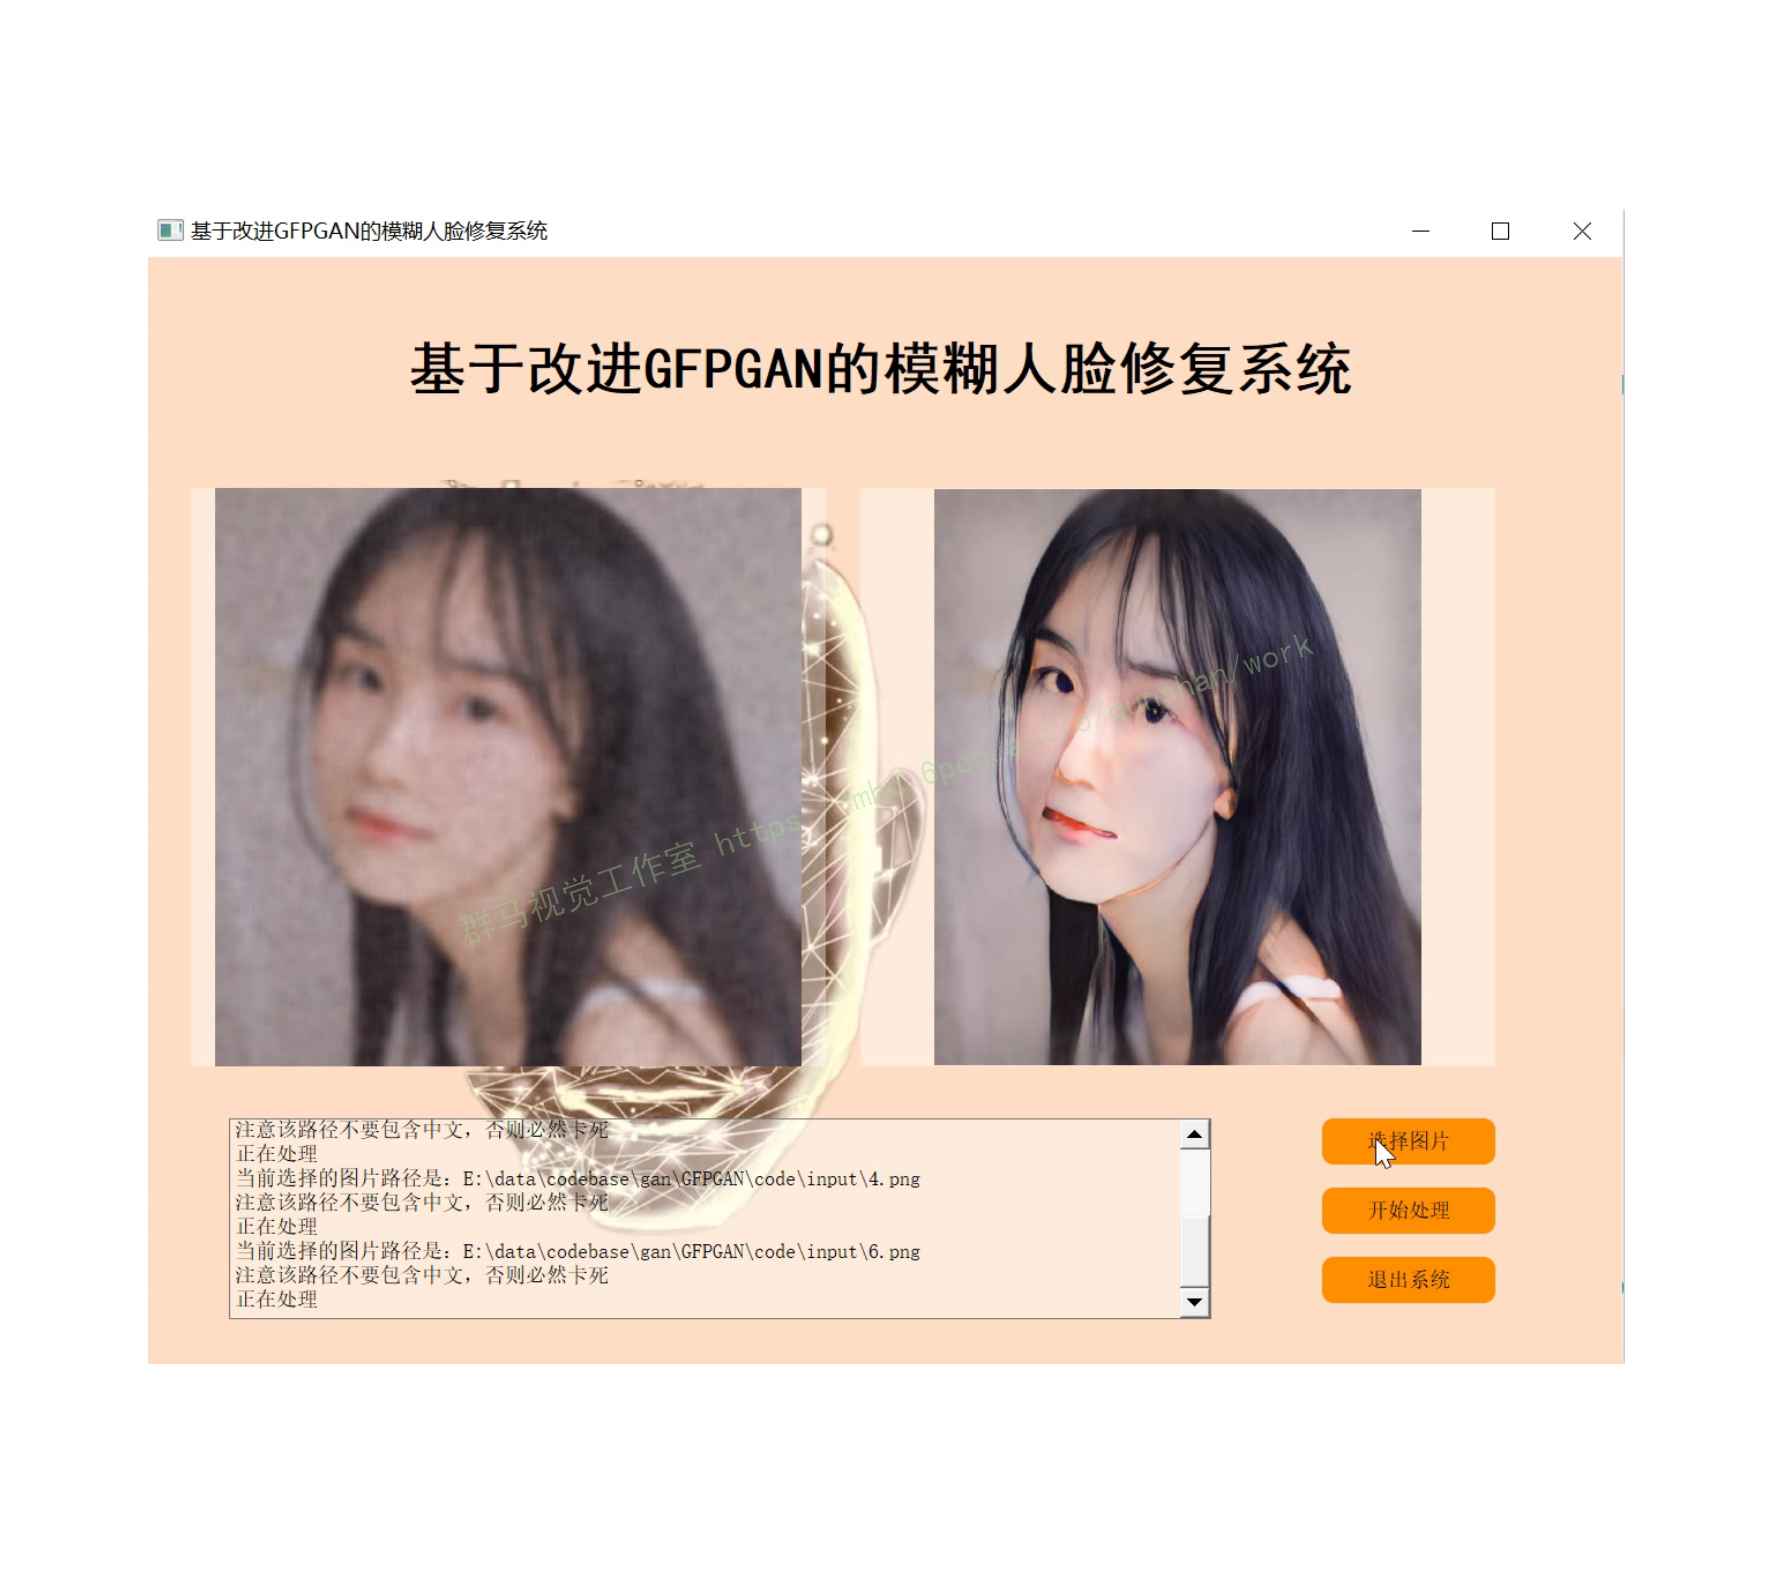 基于改进GFPGAN的模糊人脸修复系统
基于改进GFPGAN的模糊人脸修复系统
群马视觉工作室 https mbd 6pen art o/qunshan/work
注意该路径不要包含中文，否则必然卡死
正在处理
当前选择的图片路径是：E:\data\codebase\gan\GFPGAN\code\input\4.png
注意该路径不要包含中文，否则必然卡死
正在处理
当前选择的图片路径是：E:\data\codebase\gan\GFPGAN\code\input\6.png
注意该路径不要包含中文，否则必然卡死
正在处理
选择图片
开始处理
退出系统